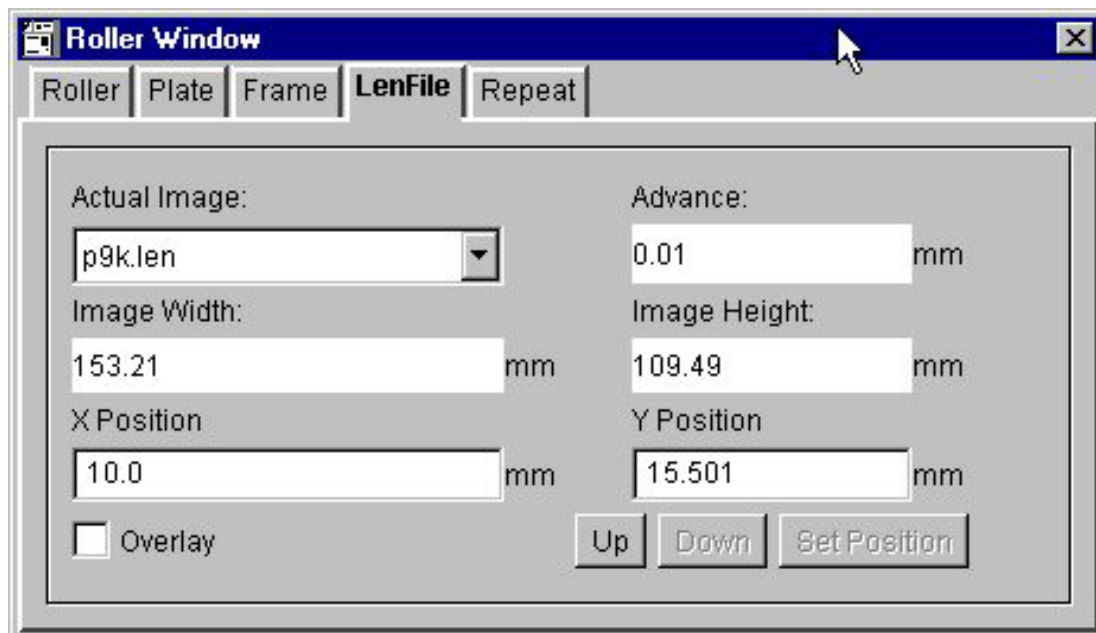 Roller Window
Roller Plate Frame LenFile Repeat
Actual Image: Advance:
p9k.len 0.01 mm
Image Width: Image Height:
153.21 mm 109.49 mm
X Position Y Position
10.0 mm 15.501 mm
Overlay Up Down Set Position